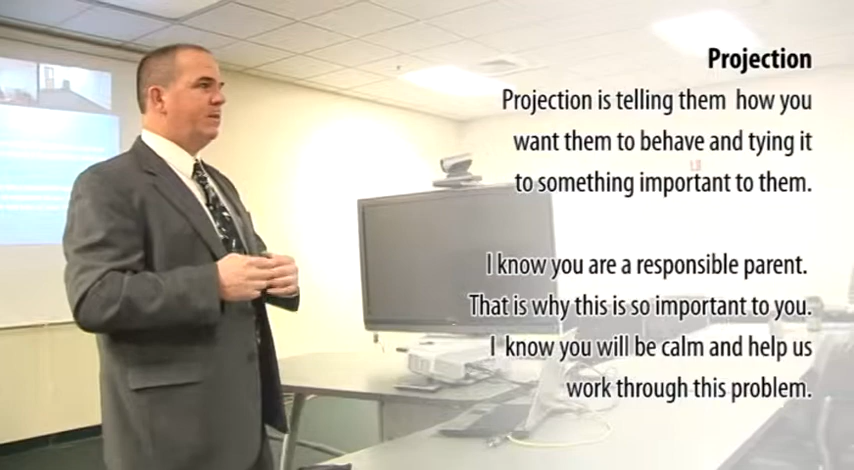 Projection
Projection is telling them how you
want them to behave and tying it
to something important to them.
I know you are a responsible parent.
That is why this is so important to you.
I know you will be calm and help us
work through this problem.